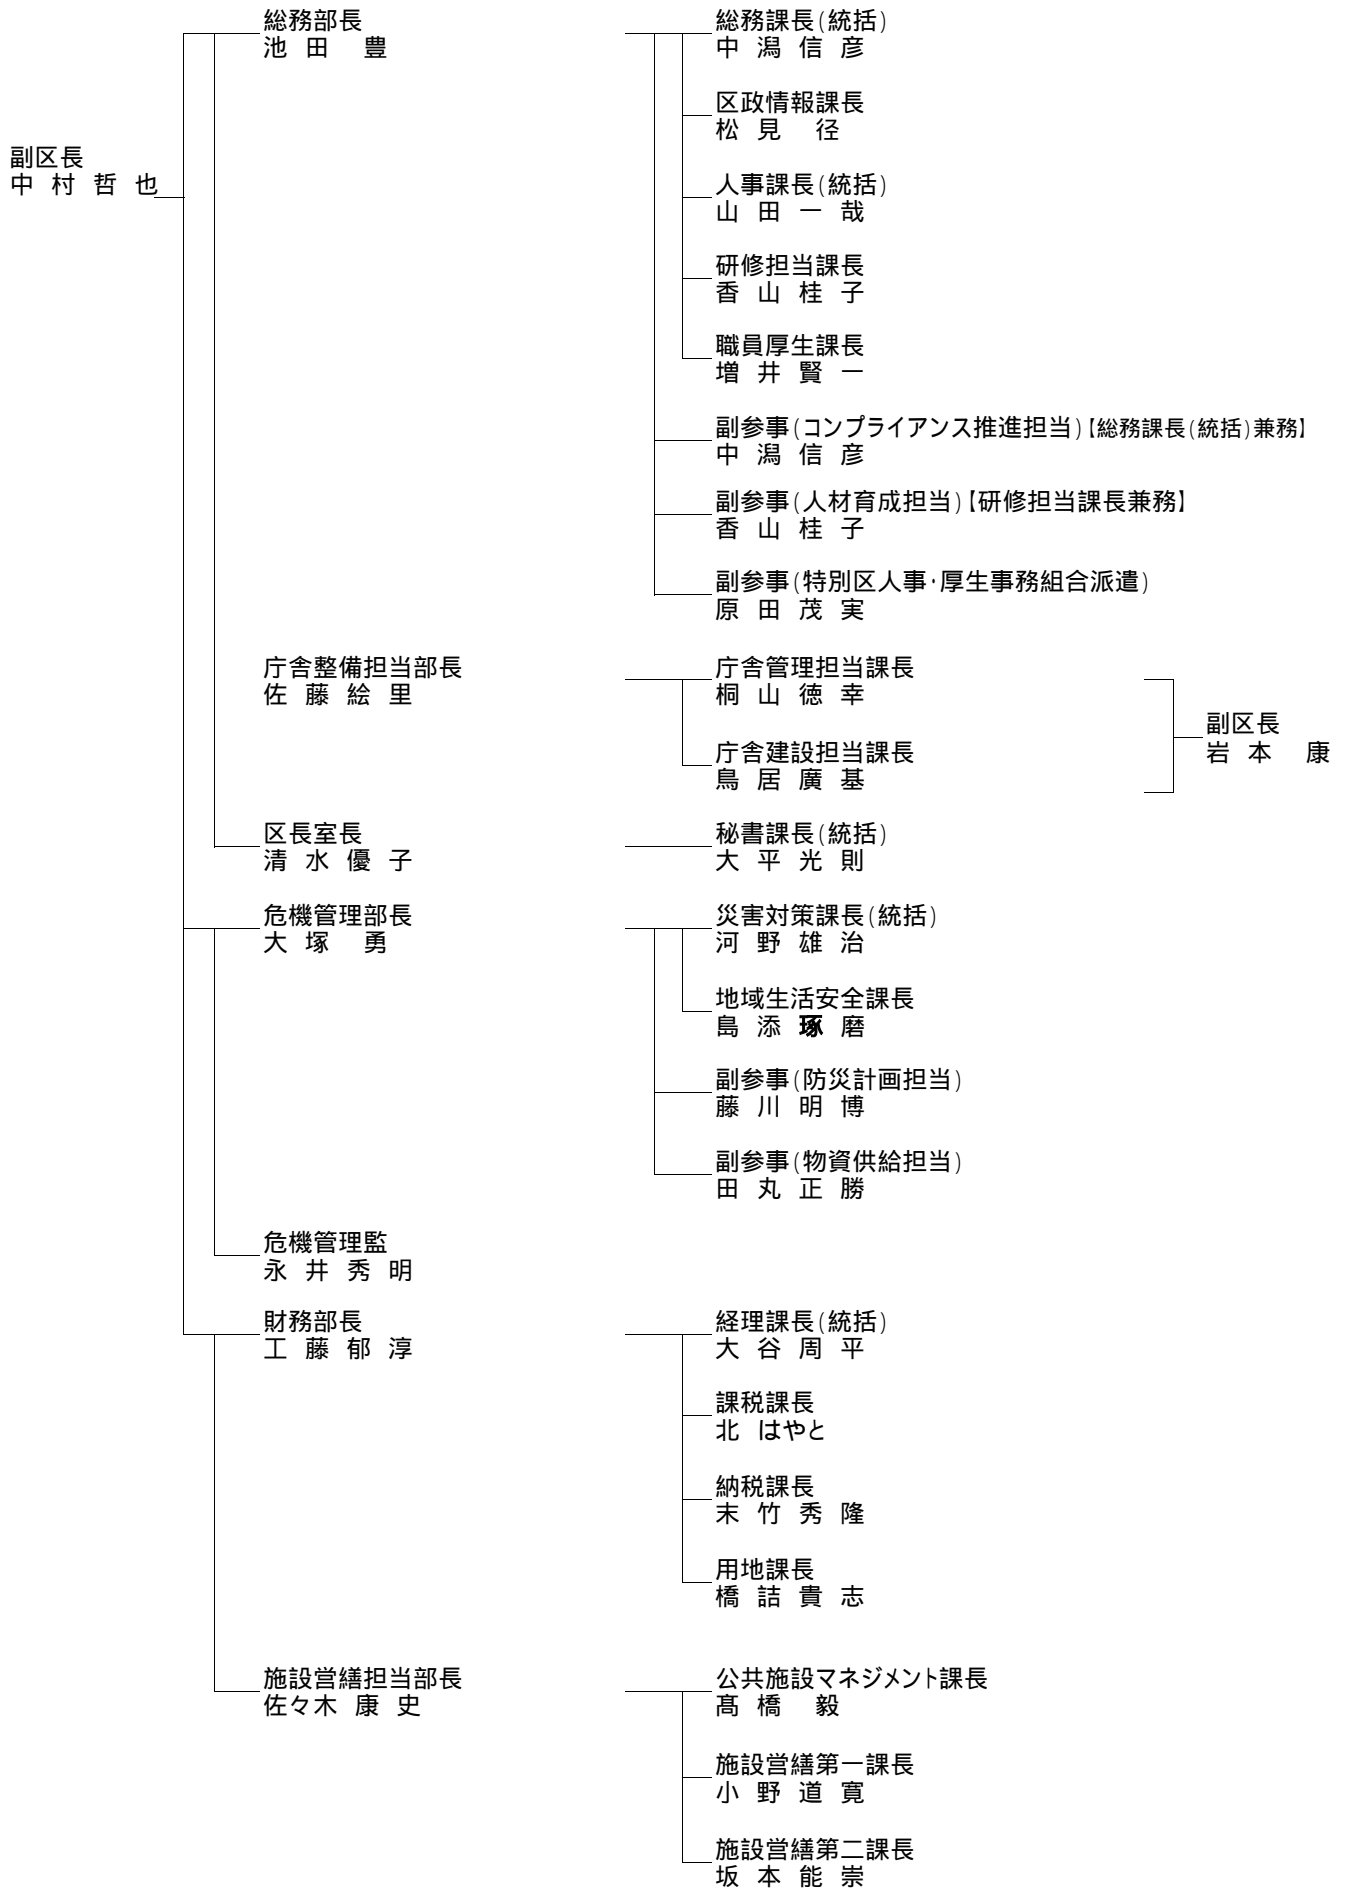 副区長
中村哲也
総務部長
池田　豊
総務課長(統括)
中潟信彦
区政情報課長
松見　径
人事課長(統括)
山田一哉
研修担当課長
香山桂子
職員厚生課長
増井賢一
副参事(コンプライアンス推進担当)【総務課長(統括)兼務】
中潟信彦
副参事(人材育成担当)【研修担当課長兼務】
香山桂子
副参事(特別区人事・厚生事務組合派遣)
原田茂実
庁舎整備担当部長
佐藤絵里
庁舎管理担当課長
桐山徳幸
庁舎建設担当課長
鳥居廣基
副区長
岩本　康
区長室長
清水優子
秘書課長(統括)
大平光則
危機管理部長
大塚　勇
災害対策課長(統括)
河野雄治
地域生活安全課長
島添琢磨
副参事(防災計画担当)
藤川明博
副参事(物資供給担当)
田丸正勝
危機管理監
永井秀明
財務部長
工藤郁淳
経理課長(統括)
大谷周平
課税課長
北　はやと
納税課長
末竹秀隆
用地課長
橋詰貴志
施設営繕担当部長
佐々木康史
公共施設マネジメント課長
髙橋　毅
施設営繕第一課長
小野道寛
施設営繕第二課長
坂本能崇